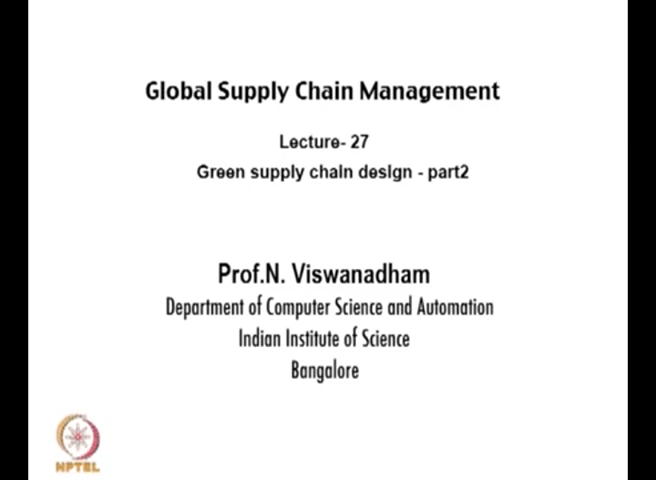 Global Supply Chain Management
Lecture- 27
Green supply chain design - part2
Prof.N. Viswanadham
Department of Computer Science and Automation
Indian Institute of Science
Bangalore
NPTEL